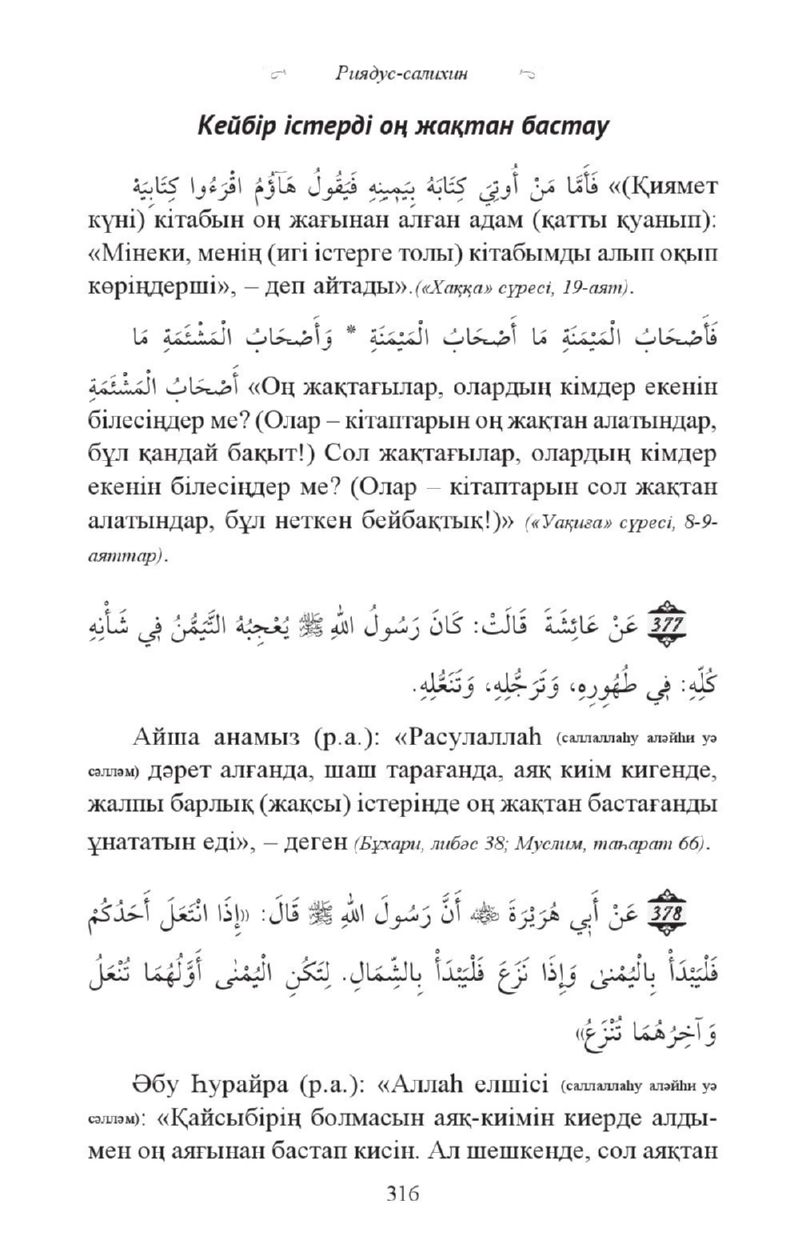 Риядус-салихин
Кейбір істерді оң жақтан бастау
فَأَمَّا مَنْ أُوتِيَ كِتَابَهُ بِيَمِينِهِ فَيَقُولُ هَآؤُمُ اقْرَءُوا كِتَابِيَهْ «(Қиямет
күні) кітабын оң жағынан алған адам (қатты қуанып):
«Мінеки, менің (игі істерге толы) кітабымды алып оқып
көріңдерші», – деп айтады».(«Хаққа» сүресі, 19-аят).
فَأَصْحَابُ الْمَيْمَنَةِ مَا أَصْحَابُ الْمَيْمَنَةِ * وَأَصْحَابُ الْمَشْئَمَةِ مَا
أَصْحَابُ الْمَشْئَمَةِ «Оң жақтағылар, олардың кімдер екенін
білесіңдер ме? (Олар – кітаптарын оң жақтан алатындар,
бұл қандай бақыт!) Сол жақтағылар, олардың кімдер
екенін білесіңдер ме? (Олар – кітаптарын сол жақтан
алатындар, бұл неткен бейбақтық!)» («Уақиға» сүресі, 8-9-
аяттар).
377 عَنْ عَائِشَةَ قَالَتْ: كَانَ رَسُولُ اللهِ ﷺ يُعْجِبُهُ التَّيَمُّنُ فِي شَأْنِهِ
كُلِّهِ: فِي طُهُورِهِ، وَتَرَجُّلِهِ، وَتَنَعُّلِهِ.
Айша анамыз (р.а.): «Расулаллаһ (саллаллаһу аләйһи уә
сәлләм) дәрет алғанда, шаш тарағанда, аяқ киім кигенде,
жалпы барлық (жақсы) істерінде оң жақтан бастағанды
ұнататын еді», – деген (Бұхари, либәс 38; Муслим, таһарат 66).
378 عَنْ أَبِي هُرَيْرَةَ ﷺ أَنَّ رَسُولَ اللهِ ﷺ قَالَ: «إِذَا انْتَعَلَ أَحَدُكُمْ
فَلْيَبْدَأْ بِالْيُمْنىٰ وَإِذَا نَزَعَ فَلْيَبْدَأْ بِالشِّمَالِ. لِتَكُنِ الْيُمْنٰى أَوَّلُهُمَا تُنْعَلُ
وَآخِرُهُمَا تُنْزَعُ»
Әбу Һурайра (р.а.): «Аллаһ елшісі (саллаллаһу аләйһи уә
сәлләм): «Қайсыбірің болмасын аяқ-киімін киерде алды-
мен оң аяғынан бастап кисін. Ал шешкенде, сол аяқтан
316